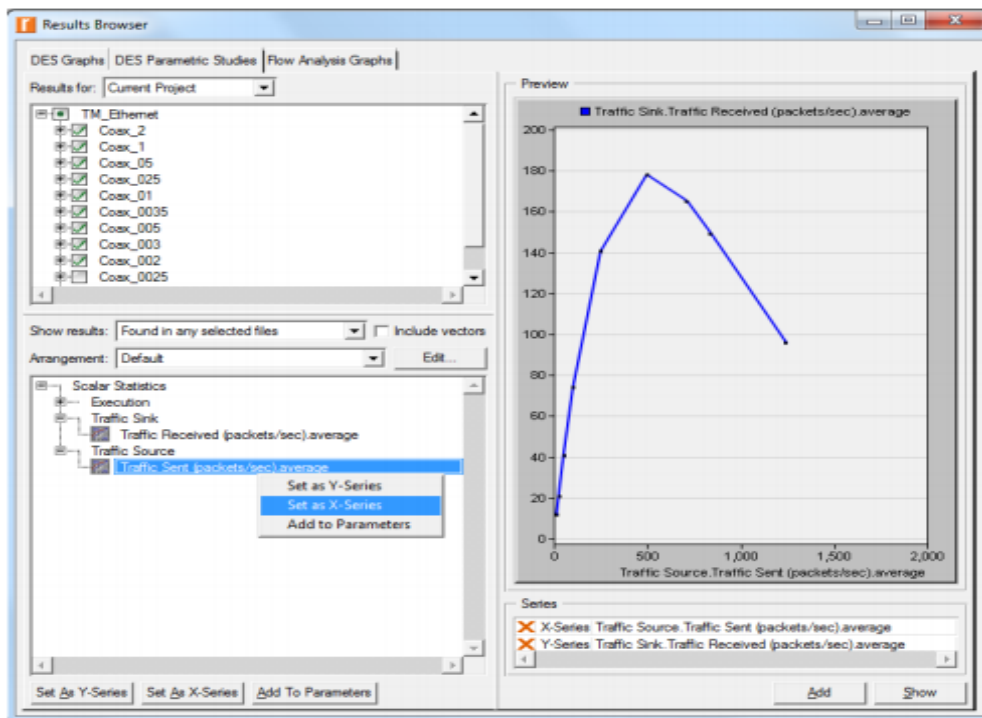 Results Browser
DES Graphs DES Parametric Studies Flow Analysis Graphs
Results for: Current Project
TM_Ethernet
Coax_2
Coax_1
Coax_05
Coax_025
Coax_01
Coax_0035
Coax_005
Coax_003
Coax_002
Coax_0025
Show results: Found in any selected files Include vectors
Arrangement: Default Edit...
Scalar Statistics
Execution
Traffic Sink
Traffic Received (packets/sec).average
Traffic Source
Traffic Sent (packets/sec).average
Set as Y-Series
Set as X-Series
Add to Parameters
Set As Y-Series Set As X-Series Add To Parameters
Preview
Traffic Sink.Traffic Received (packets/sec).average
200
180
160
140
120
100
80
60
40
20
0
0 500 1,000 1,500 2,000
Traffic Source.Traffic Sent (packets/sec).average
Series
X-Series Traffic Source.Traffic Sent (packets/sec).average
Y-Series Traffic Sink.Traffic Received (packets/sec).average
Add Show